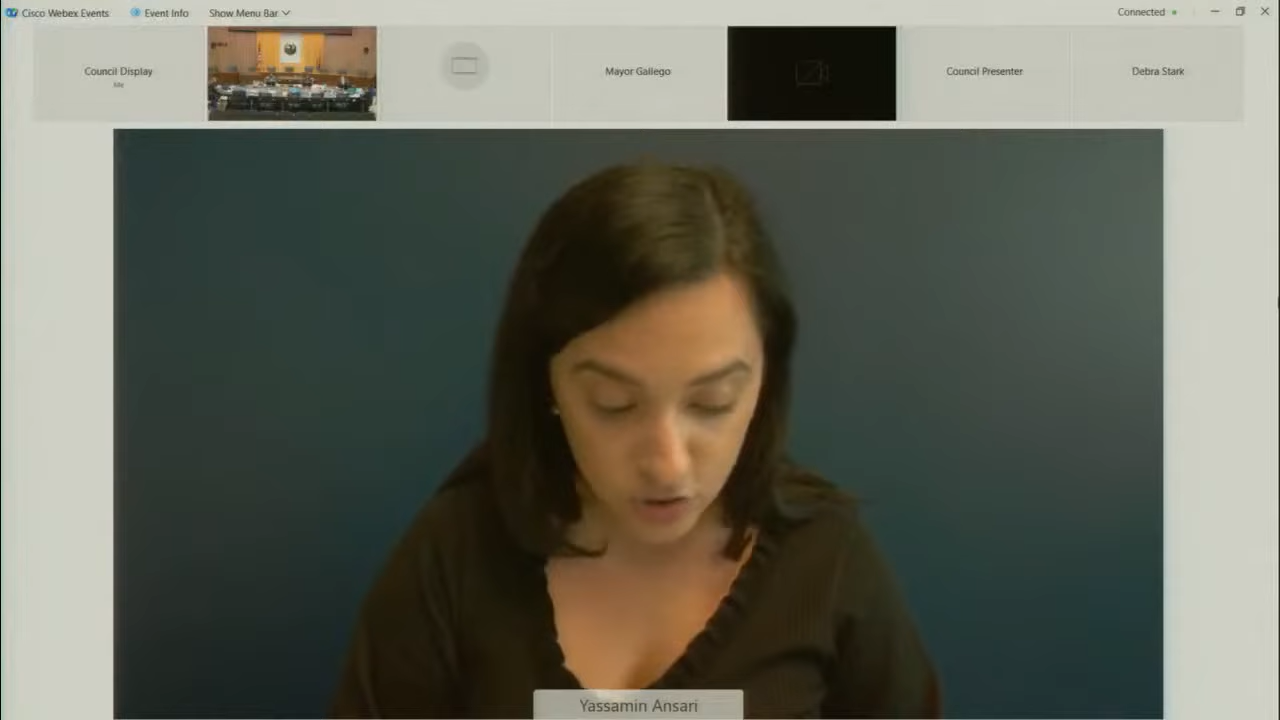 Cisco Webex Events
Event Info
Show Menu Bar
Connected
Council Display
Me
Mayor Gallego
Council Presenter
Debra Stark
Yassamin Ansari